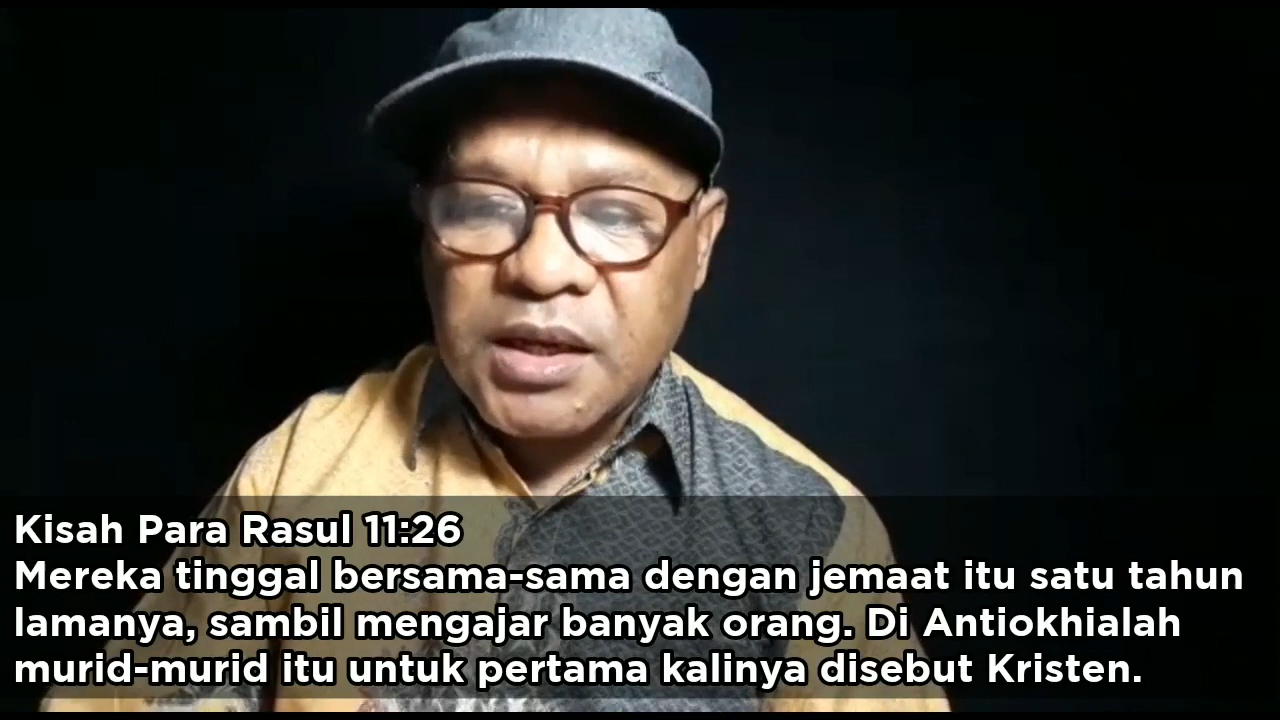 Kisah Para Rasul 11:26
Mereka tinggal bersama-sama dengan jemaat itu satu tahun
lamanya, sambil mengajar banyak orang. Di Antiokhialah
murid-murid itu untuk pertama kalinya disebut Kristen.